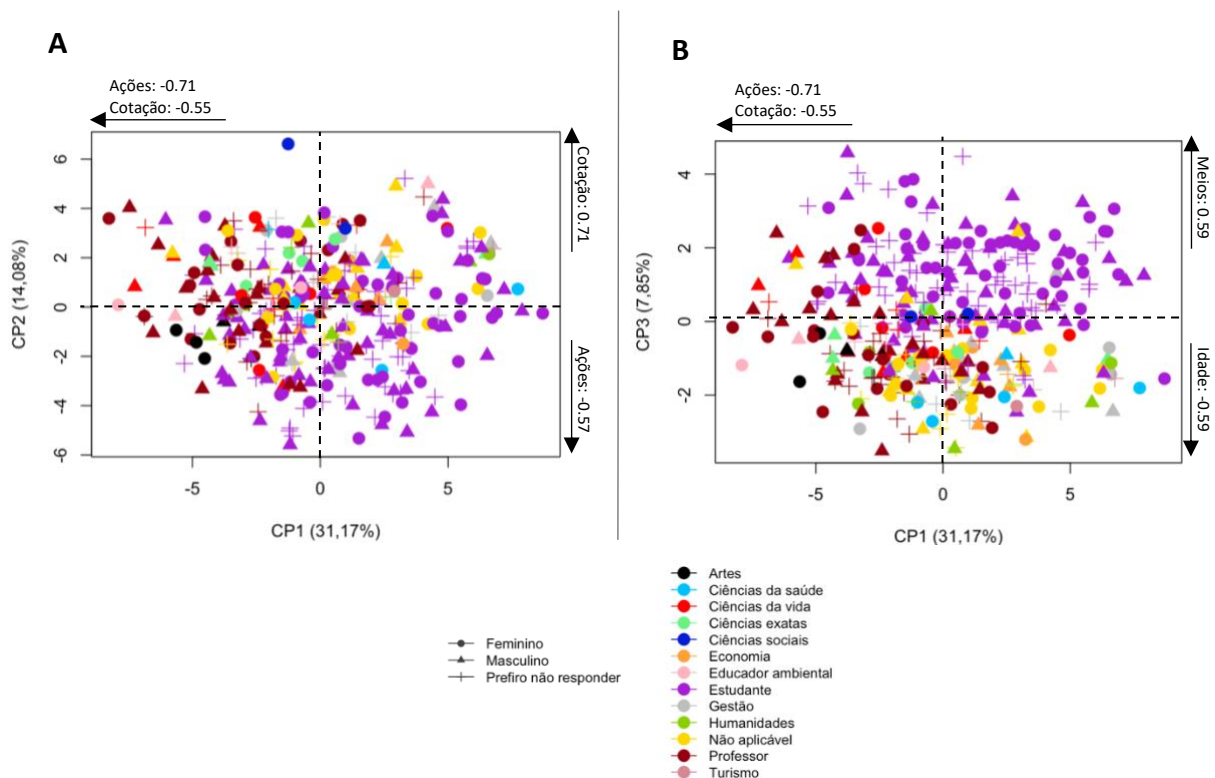 A
Ações: -0.71
Cotação: -0.55
CP2 (14,08%)
6
4
2
0
-2
-4
-6
Cotação: 0.71
Ações: -0.57
-5
0
5
CP1 (31,17%)
B
Ações: -0.71
Cotação: -0.55
CP3 (7,85%)
4
2
0
-2
Meios: 0.59
Idade: -0.59
-5
0
5
CP1 (31,17%)
Feminino
Masculino
Prefiro não responder
Artes
Ciências da saúde
Ciências da vida
Ciências exatas
Ciências sociais
Economia
Educador ambiental
Estudante
Gestão
Humanidades
Não aplicável
Professor
Turismo